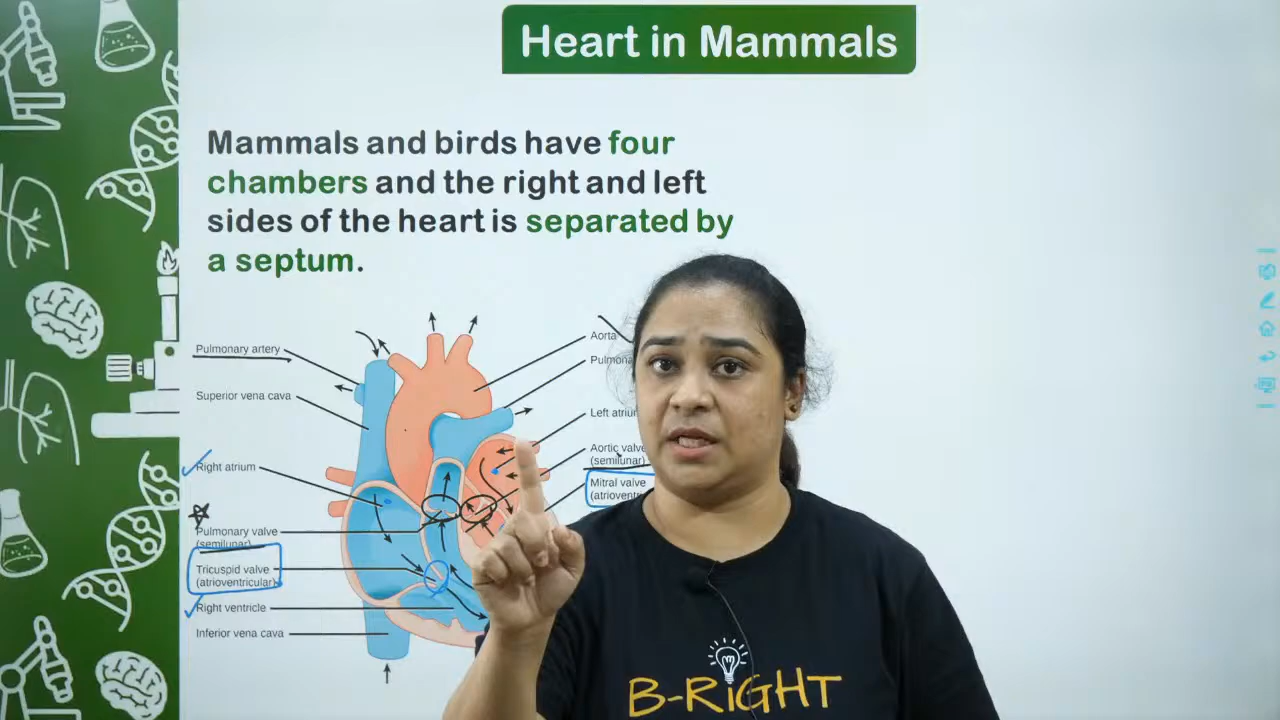 Heart in Mammals
Mammals and birds have four
chambers and the right and left
sides of the heart is separated by
a septum.
Pulmonary artery
Superior vena cava
Right atrium
Pulmonary valve
(semilunar)
Tricuspid valve
(atrioventricular)
Right ventricle
Inferior vena cava
Aorta
Left
Aortic valve
(semilunar)
Mitral valve
B-RiGHT